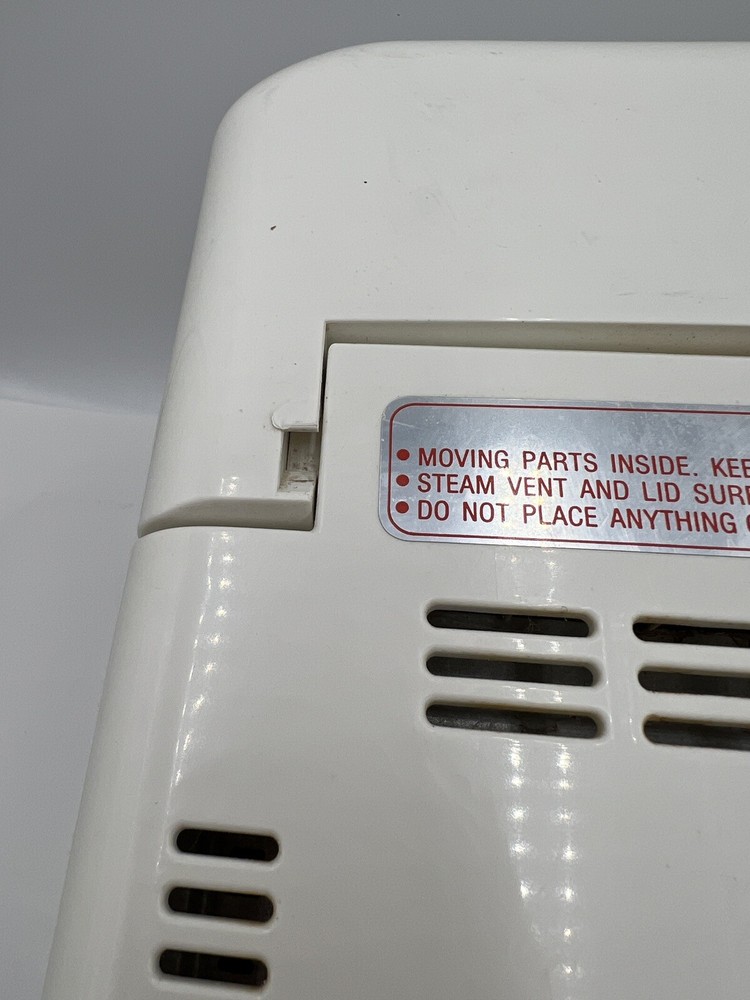 • MOVING PARTS INSIDE. KEE
• STEAM VENT AND LID SURF
• DO NOT PLACE ANYTHING